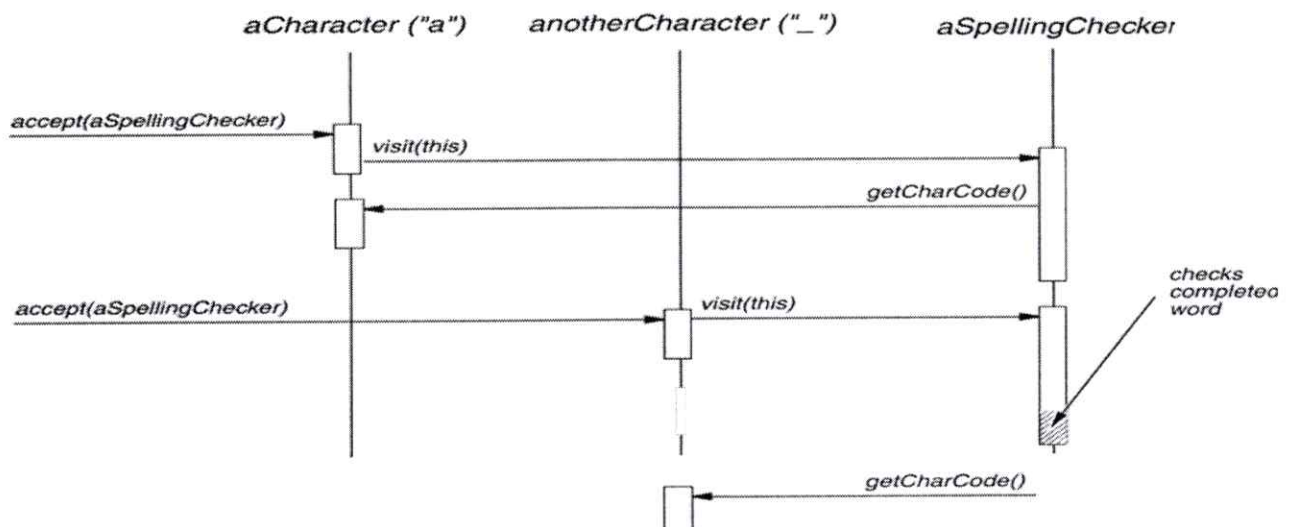 aCharacter ("a")
anotherCharacter ("_")
aSpellingChecker
accept(aSpellingChecker)
visit(this)
getCharCode()
accept(aSpellingChecker)
visit(this)
checks
completed
word
getCharCode()